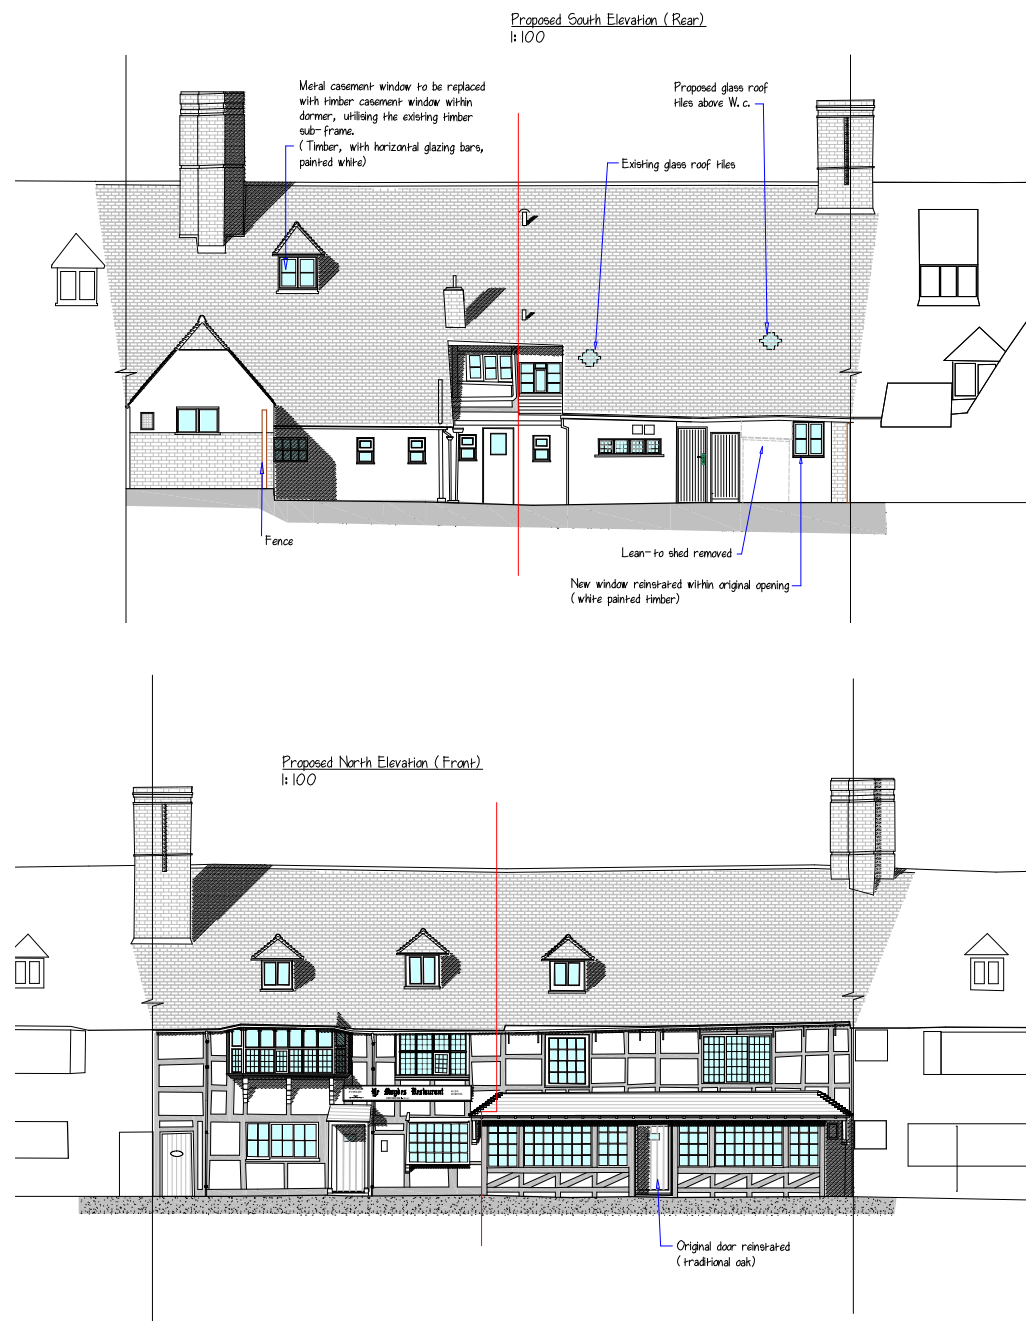 Proposed South Elevation (Rear)
1:100
Metal casement window to be replaced
with timber casement window within
dormer, utilising the existing timber
sub-frame.
(Timber, with horizontal glazing bars,
painted white)
Proposed glass roof
tiles above W.c.
Existing glass roof tiles
Fence
Lean-to shed removed
New window reinstated within original opening
(white painted timber)
Proposed North Elevation (Front)
1:100
Restaurant
Original door reinstated
(traditional oak)